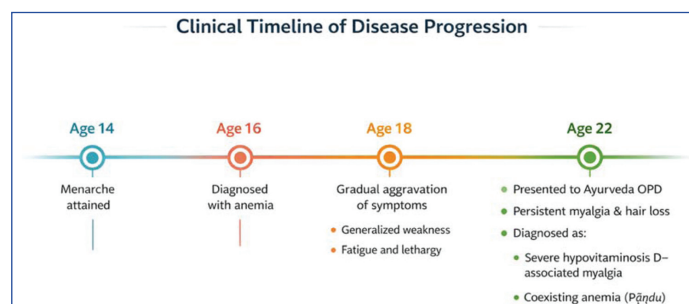 Clinical Timeline of Disease Progression
Age 14
Age 16
Age 18
Age 22
Menarche
attained
Diagnosed
with anemia
Gradual aggravation
of symptoms
Generalized weakness
Fatigue and lethargy
Presented to Ayurveda OPD
Persistent myalgia & hair loss
Diagnosed as:
Severe hypovitaminosis D–
associated myalgia
Coexisting anemia (Pāṇdu)